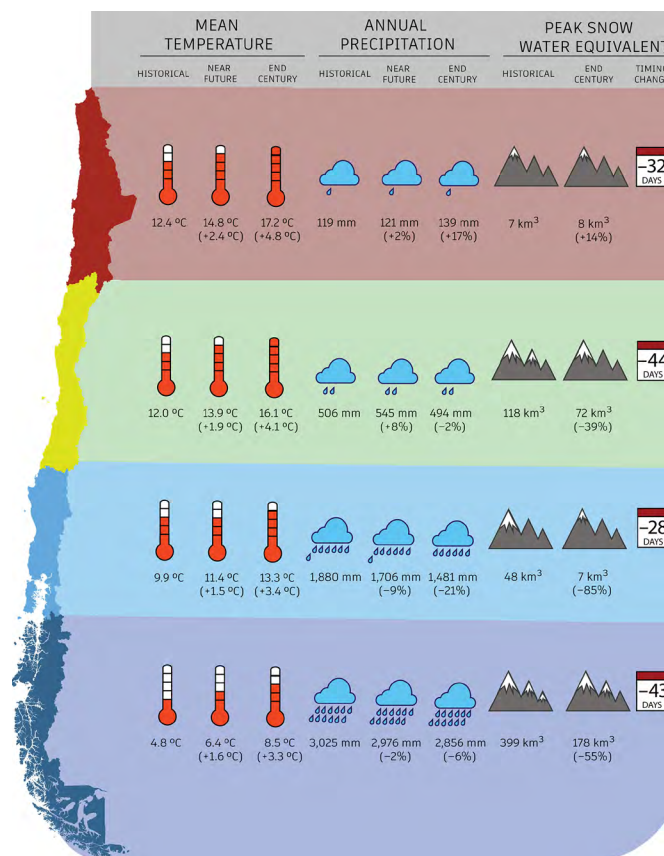 MEAN
TEMPERATURE
ANNUAL
PRECIPITATION
PEAK SNOW
WATER EQUIVALENT
HISTORICAL
NEAR
FUTURE
END
CENTURY
HISTORICAL
NEAR
FUTURE
END
CENTURY
HISTORICAL
END
CENTURY
TIMING
CHANG
12.4 ºC
14.8 ºC
(+2.4 ºC)
17.2 ºC
(+4.8 ºC)
119 mm
121 mm
(+2%)
139 mm
(+17%)
7 km³
8 km³
(+14%)
−32
DAYS
12.0 ºC
13.9 ºC
(+1.9 ºC)
16.1 ºC
(+4.1 ºC)
506 mm
545 mm
(+8%)
494 mm
(−2%)
118 km³
72 km³
(−39%)
−44
DAYS
9.9 ºC
11.4 ºC
(+1.5 ºC)
13.3 ºC
(+3.4 ºC)
1,880 mm
1,706 mm
(−9%)
1,481 mm
(−21%)
48 km³
7 km³
(−85%)
−28
DAYS
4.8 ºC
6.4 ºC
(+1.6 ºC)
8.5 ºC
(+3.3 ºC)
3,025 mm
2,976 mm
(−2%)
2,856 mm
(−6%)
399 km³
178 km³
(−55%)
−43
DAYS